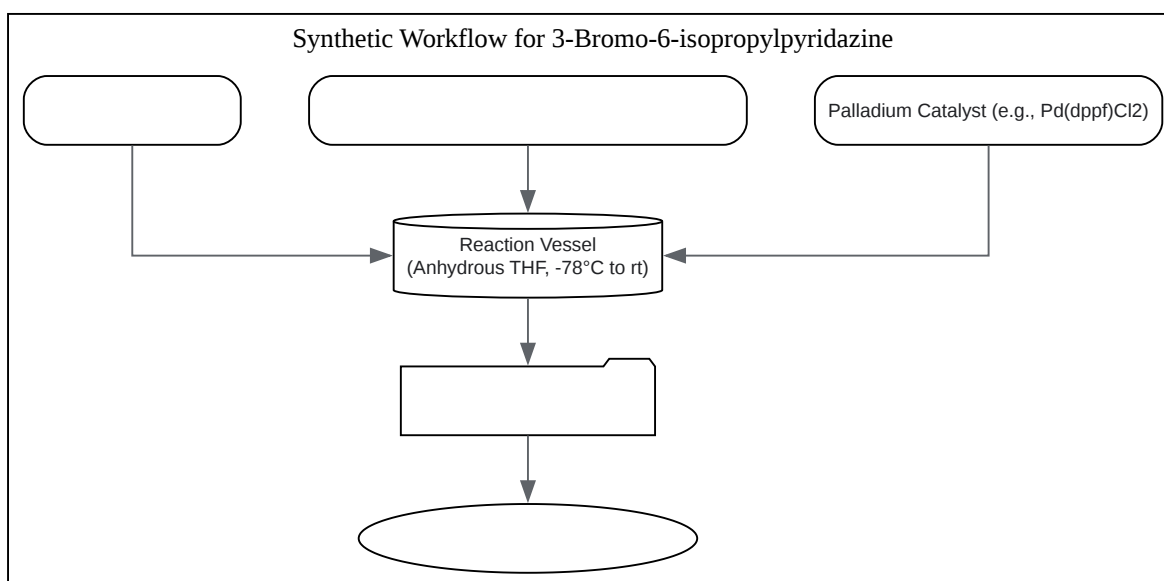 Synthetic Workflow for 3-Bromo-6-isopropylpyridazine
Palladium Catalyst (e.g., Pd(dppf)Cl2)
Reaction Vessel
(Anhydrous THF, -78°C to rt)